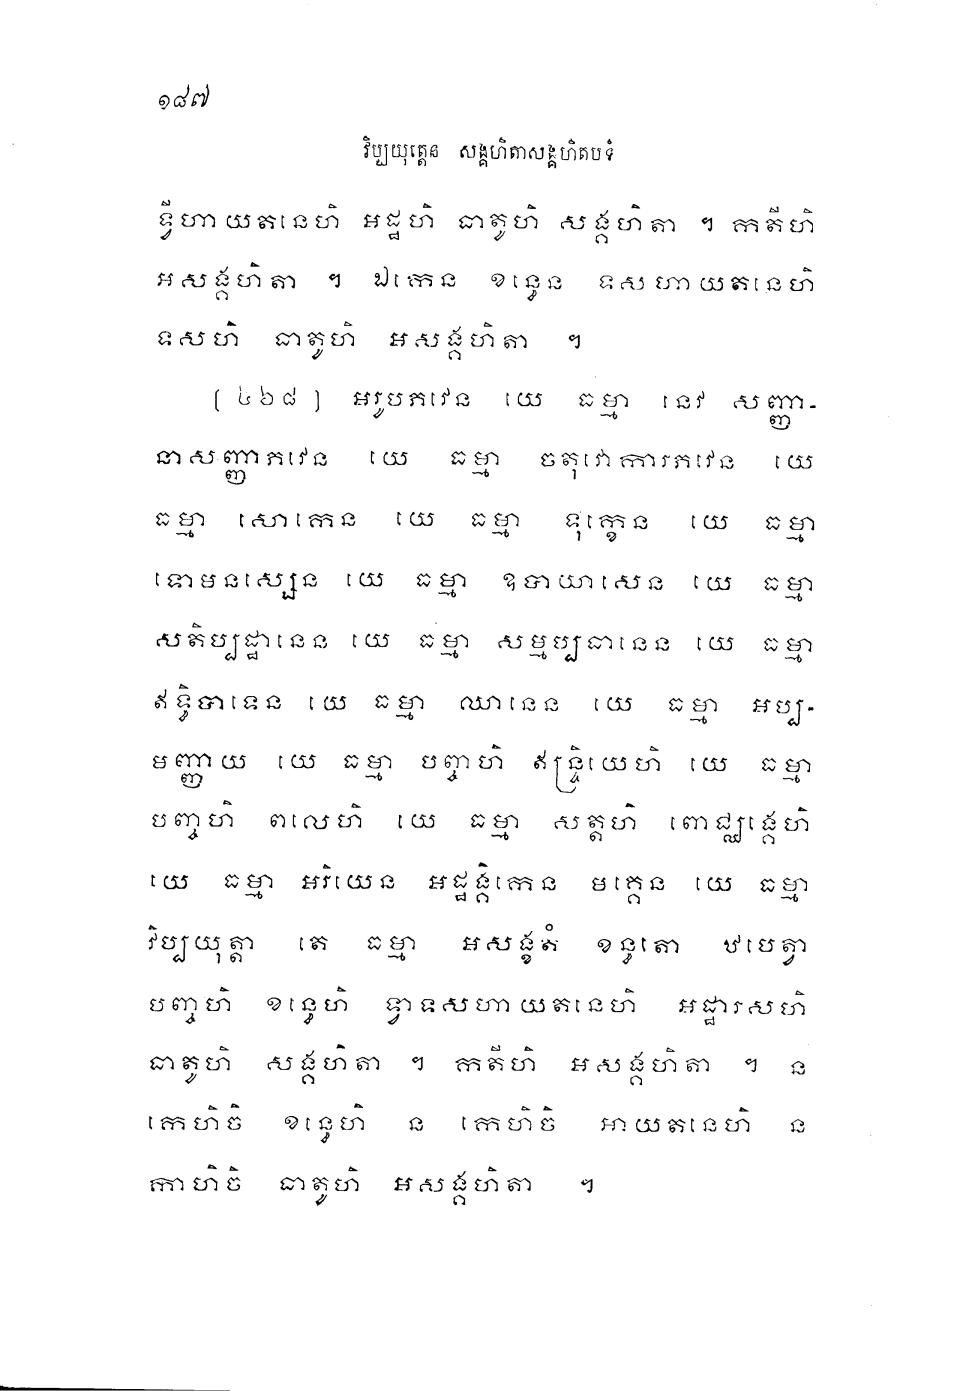 ១៨៧
វិប្បយុត្តេន សង្គហិតាសង្គហិតបទំ
ទ្វីហាយតនេហិ អដ្ឋហិ ធាតូហិ សង្គហិតា ។ កតីហិ
អសង្គហិតា ។ ឯកេន ខន្ធេន ទសហាយតនេហិ
ទសហិ ធាតូហិ អសង្គហិតា ។
[ ៤៦៨ ] អរូបភវេន យេ ធម្មា នេវ សញ្ញា-
នាសញ្ញាភវេន យេ ធម្មា ចតុវោការភវេន យេ
ធម្មា សោកេន យេ ធម្មា ទុក្ខេន យេ ធម្មា
ទោមនស្សេន យេ ធម្មា ឧបាយាសេន យេ ធម្មា
សតិប្បដ្ឋានេន យេ ធម្មា សម្មប្បធានេន យេ ធម្មា
ឥទ្ធិបាទេន យេ ធម្មា ឈានេន យេ ធម្មា អប្ប-
មញ្ញាយ យេ ធម្មា បញ្ចហិ ឥន្ទ្រិយេហិ យេ ធម្មា
បញ្ចហិ ពលេហិ យេ ធម្មា សត្តហិ ពោជ្ឈង្គេហិ
យេ ធម្មា អរិយេន អដ្ឋង្គិកេន មគ្គេន យេ ធម្មា
វិប្បយុត្តា តេ ធម្មា អសង្ខតំ ខន្ធតោ ឋបេត្វា
បញ្ចហិ ខន្ធេហិ ទ្វាទសហាយតនេហិ អដ្ឋារសហិ
ធាតូហិ សង្គហិតា ។ កតីហិ អសង្គហិតា ។ ន
កេហិចិ ខន្ធេហិ ន កេហិចិ អាយតនេហិ ន
កាហិចិ ធាតូហិ អសង្គហិតា ។